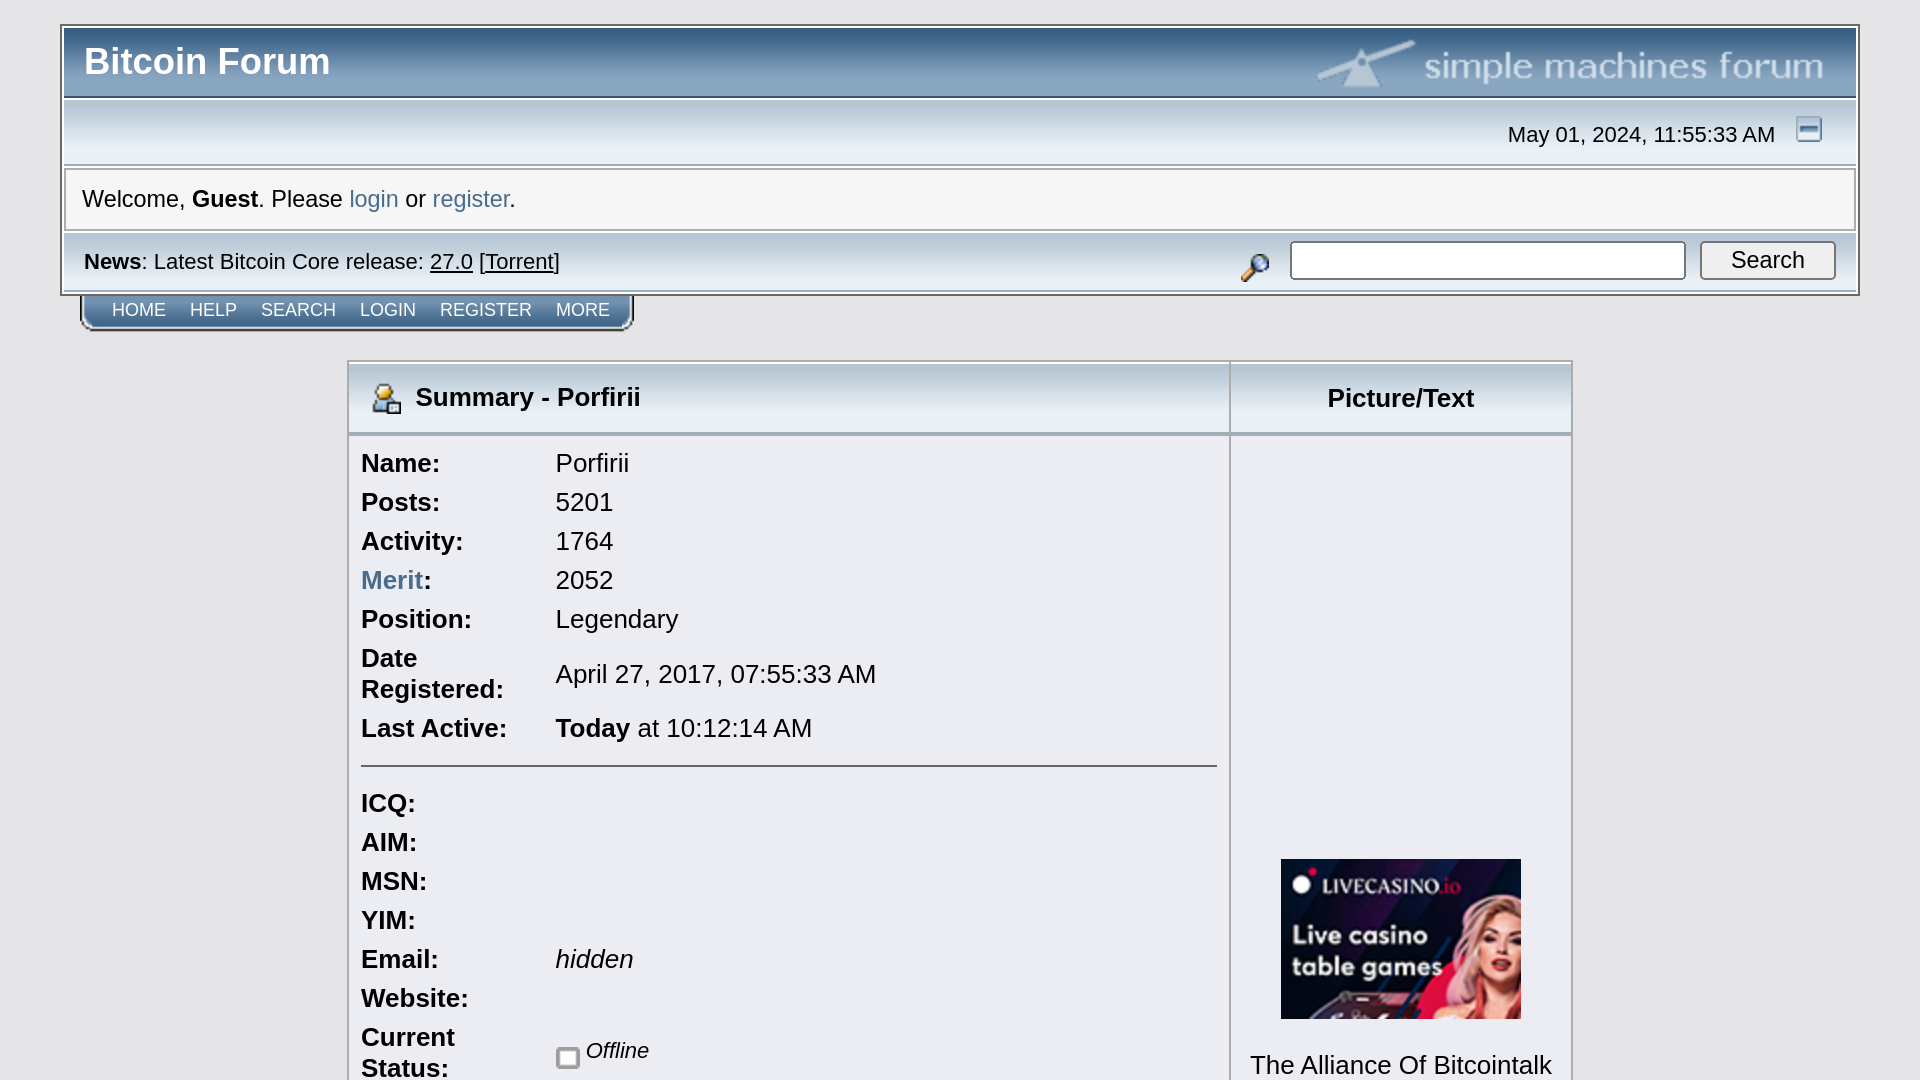 Bitcoin Forum
simple machines forum
May 01, 2024, 11:55:33 AM
Welcome, Guest. Please login or register.
News: Latest Bitcoin Core release: 27.0 [Torrent]
Search
HOME HELP SEARCH LOGIN REGISTER MORE
Summary - Porfirii
Picture/Text
Name: Porfirii
Posts: 5201
Activity: 1764
Merit: 2052
Position: Legendary
Date
Registered: April 27, 2017, 07:55:33 AM
Last Active: Today at 10:12:14 AM
ICQ:
AIM:
MSN:
YIM:
Email: hidden
Website:
Current
Status: Offline
LIVECASINO.io
Live casino
table games
The Alliance Of Bitcointalk